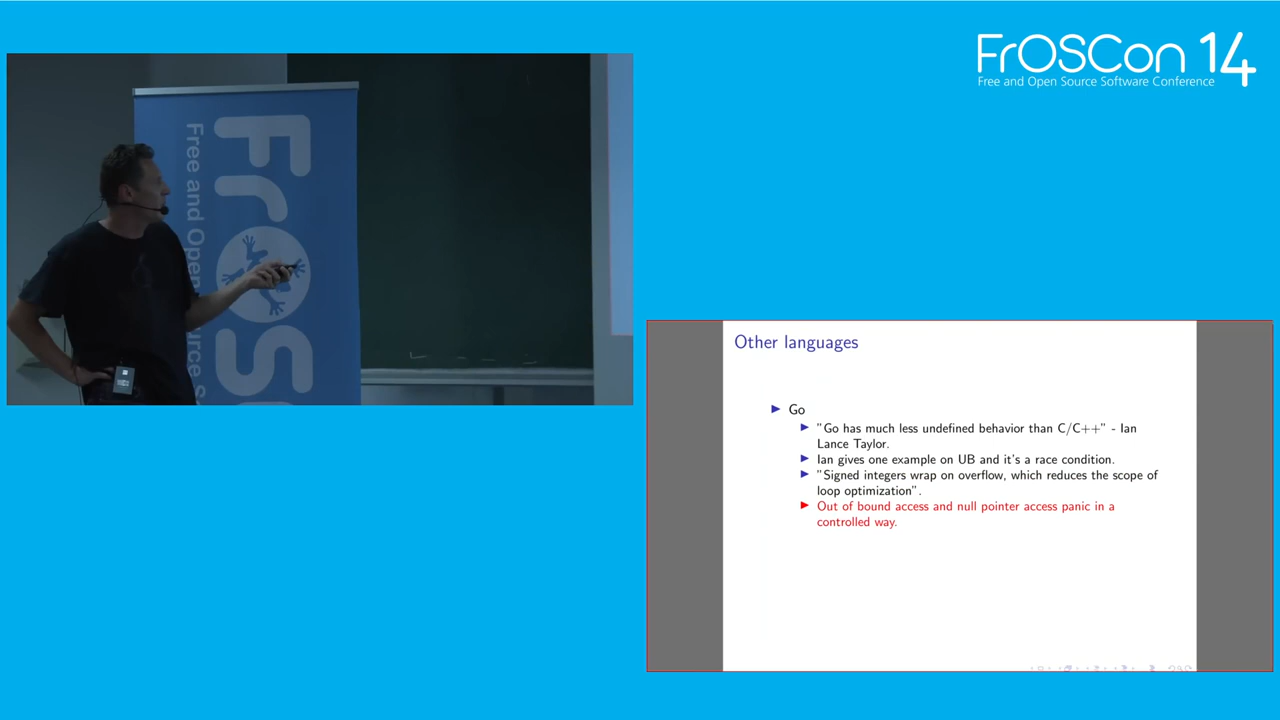 FrOSCon 14
Free and Open Source Software Conference
FrOS
Free and Open Source S
Other languages
Go
"Go has much less undefined behavior than C/C++" - Ian
Lance Taylor.
Ian gives one example on UB and it's a race condition.
"Signed integers wrap on overflow, which reduces the scope of
loop optimization".
Out of bound access and null pointer access panic in a
controlled way.